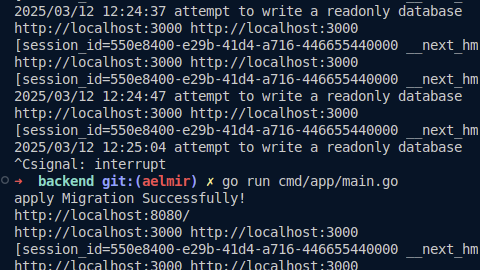 2025/03/12 12:24:37 attempt to write a readonly database
http://localhost:3000 http://localhost:3000
[session_id=550e8400-e29b-41d4-a716-446655440000 __next_hm
http://localhost:3000 http://localhost:3000
[session_id=550e8400-e29b-41d4-a716-446655440000 __next_hm
2025/03/12 12:24:47 attempt to write a readonly database
http://localhost:3000 http://localhost:3000
[session_id=550e8400-e29b-41d4-a716-446655440000 __next_hm
2025/03/12 12:25:04 attempt to write a readonly database
^Csignal: interrupt
➜ backend git:(aelmir) ✗ go run cmd/app/main.go
apply Migration Successfully!
http://localhost:8080/
http://localhost:3000 http://localhost:3000
[session_id=550e8400-e29b-41d4-a716-446655440000 __next_hm
http://localhost:3000 http://localhost:3000